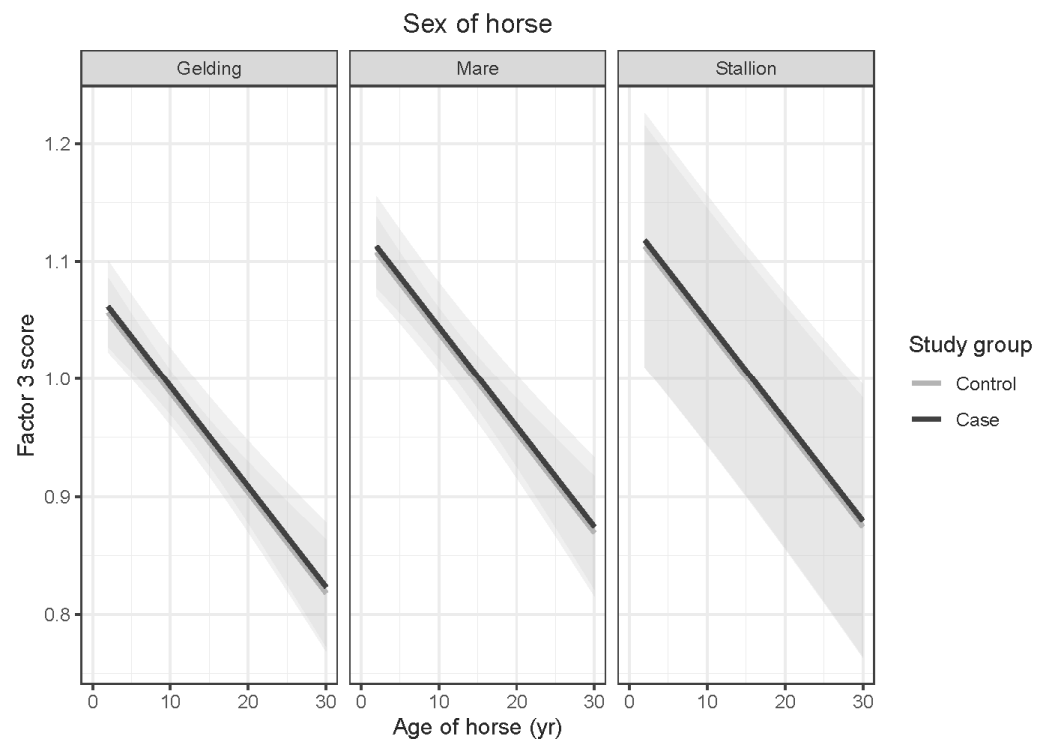 Sex of horse
Gelding Mare Stallion
1.2
1.1
1.0
0.9
0.8
Factor 3 score
0 10 20 30 0 10 20 30 0 10 20 30
Age of horse (yr)
Study group
Control
Case